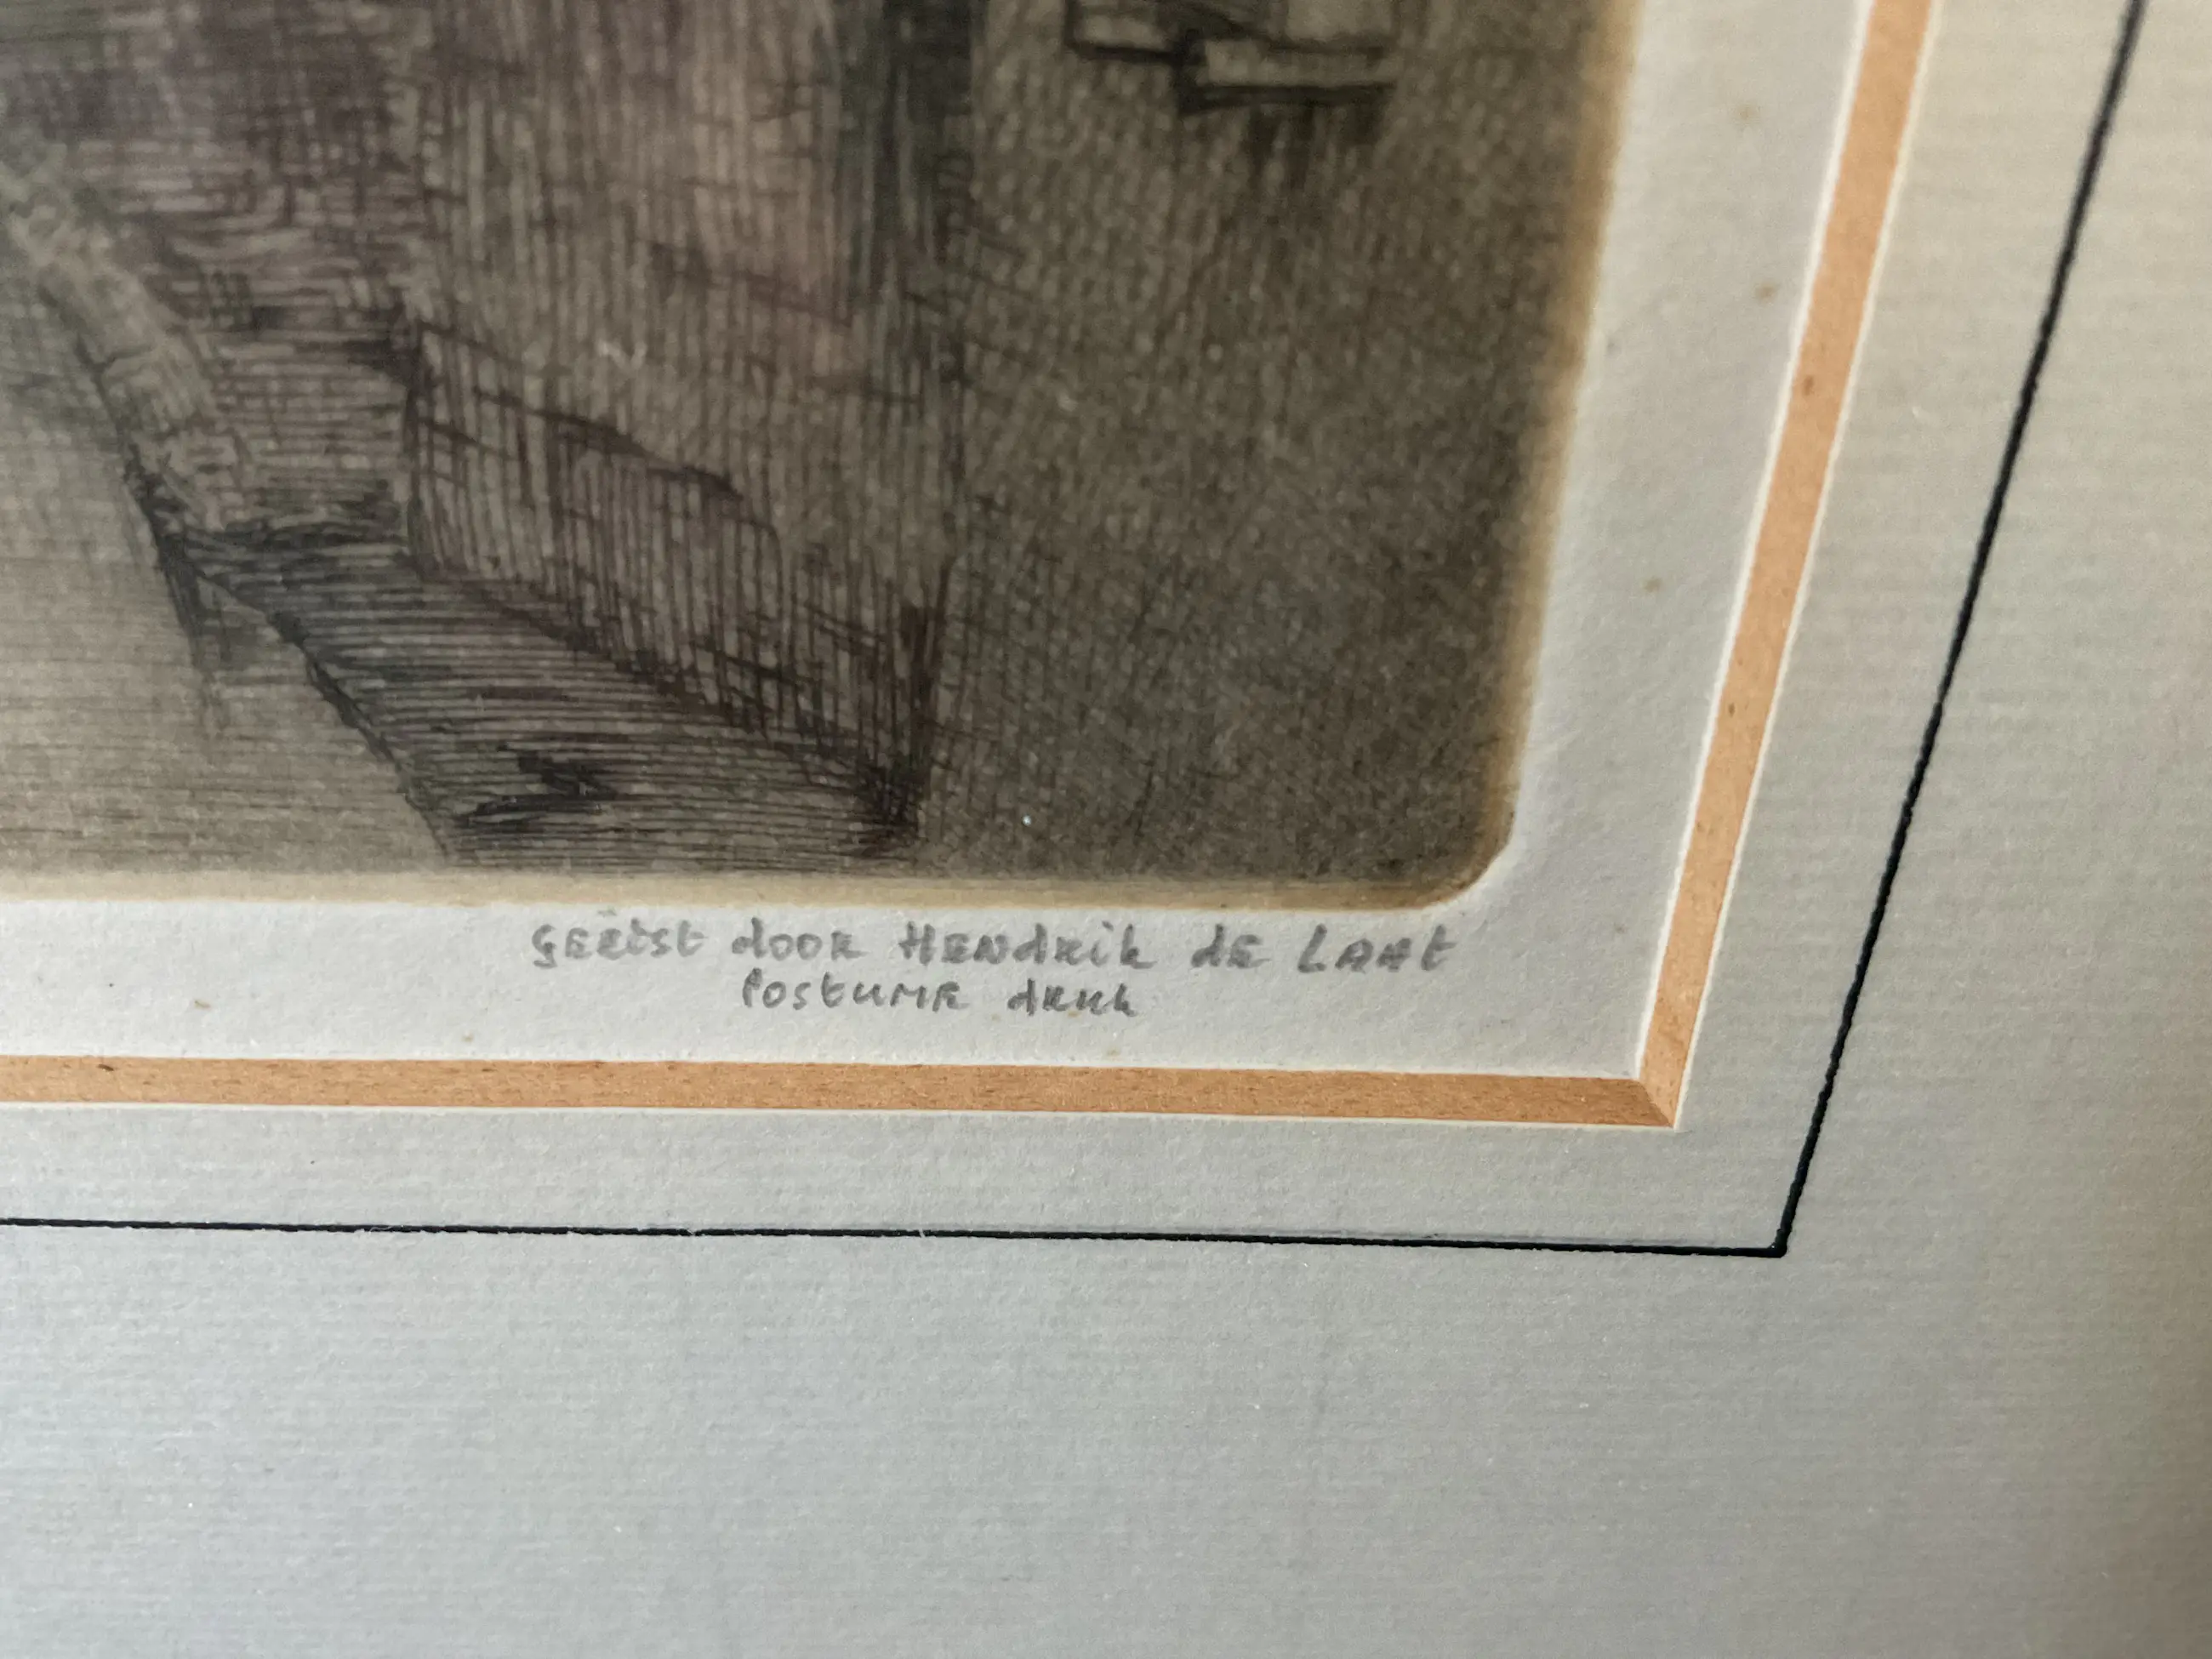 geëtst door Hendrik de Laat
Postume druk